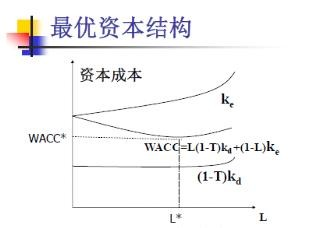 最优资本结构
资本成本
ke
WACC*
WACC=L(1-T)kd+(1-L)ke
(1-T)kd
L*
L